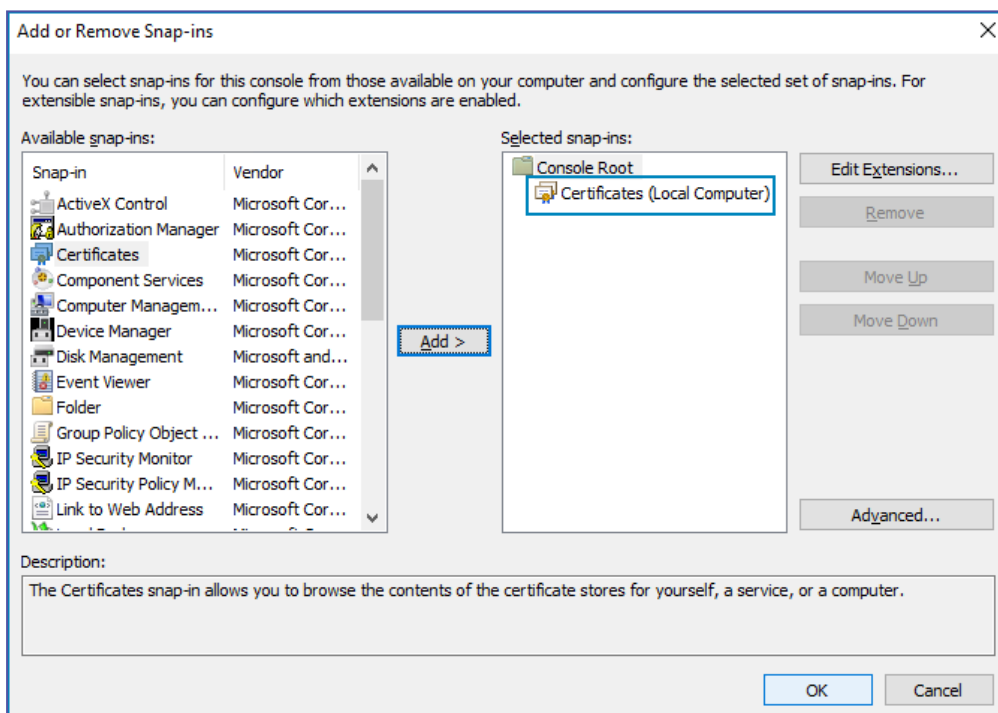 Add or Remove Snap-ins
You can select snap-ins for this console from those available on your computer and configure the selected set of snap-ins. For
extensible snap-ins, you can configure which extensions are enabled.
Available snap-ins:
Snap-in Vendor
ActiveX Control Microsoft Cor...
Authorization Manager Microsoft Cor...
Certificates Microsoft Cor...
Component Services Microsoft Cor...
Computer Managem... Microsoft Cor...
Device Manager Microsoft Cor...
Disk Management Microsoft and...
Event Viewer Microsoft Cor...
Folder Microsoft Cor...
Group Policy Object ... Microsoft Cor...
IP Security Monitor Microsoft Cor...
IP Security Policy M... Microsoft Cor...
Link to Web Address Microsoft Cor...
Add >
Selected snap-ins:
Console Root
Certificates (Local Computer)
Edit Extensions...
Remove
Move Up
Move Down
Advanced...
Description:
The Certificates snap-in allows you to browse the contents of the certificate stores for yourself, a service, or a computer.
OK
Cancel